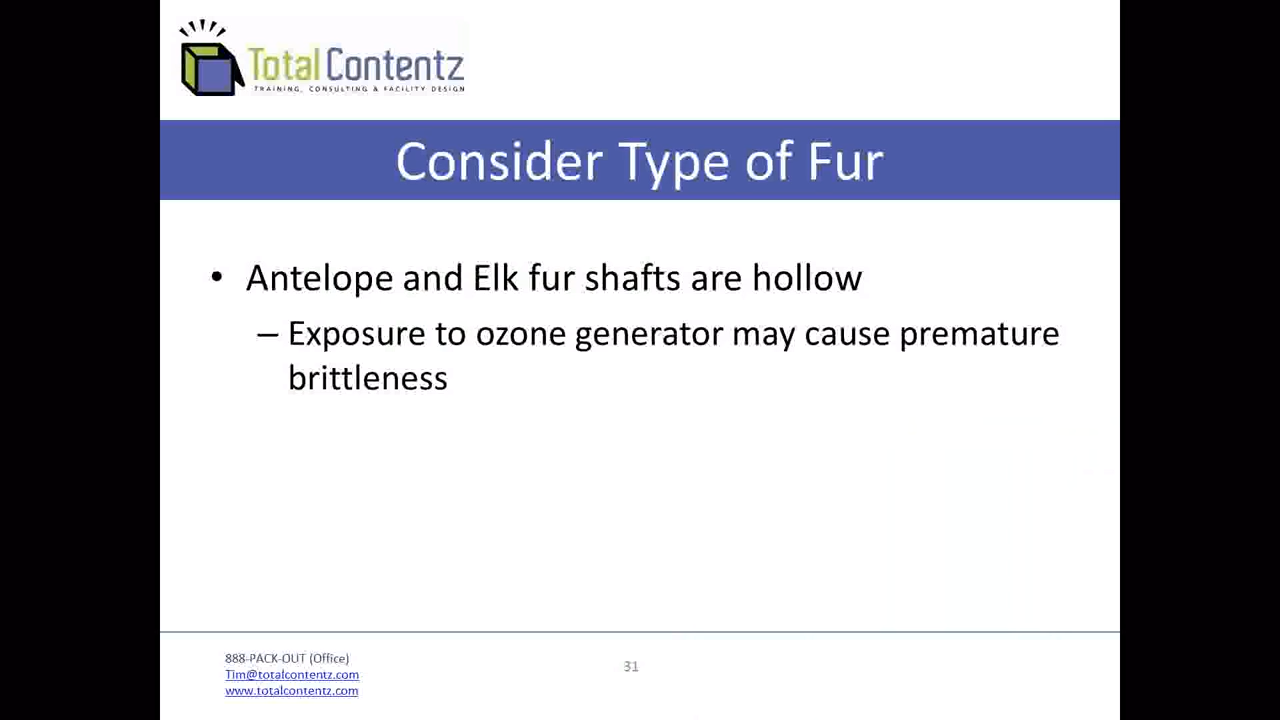 Total Contentz
TRAINING, CONSULTING & FACILITY DESIGN
Consider Type of Fur
• Antelope and Elk fur shafts are hollow
– Exposure to ozone generator may cause premature
brittleness
888-PACK-OUT (Office)
Tim@totalcontentz.com
www.totalcontentz.com
31